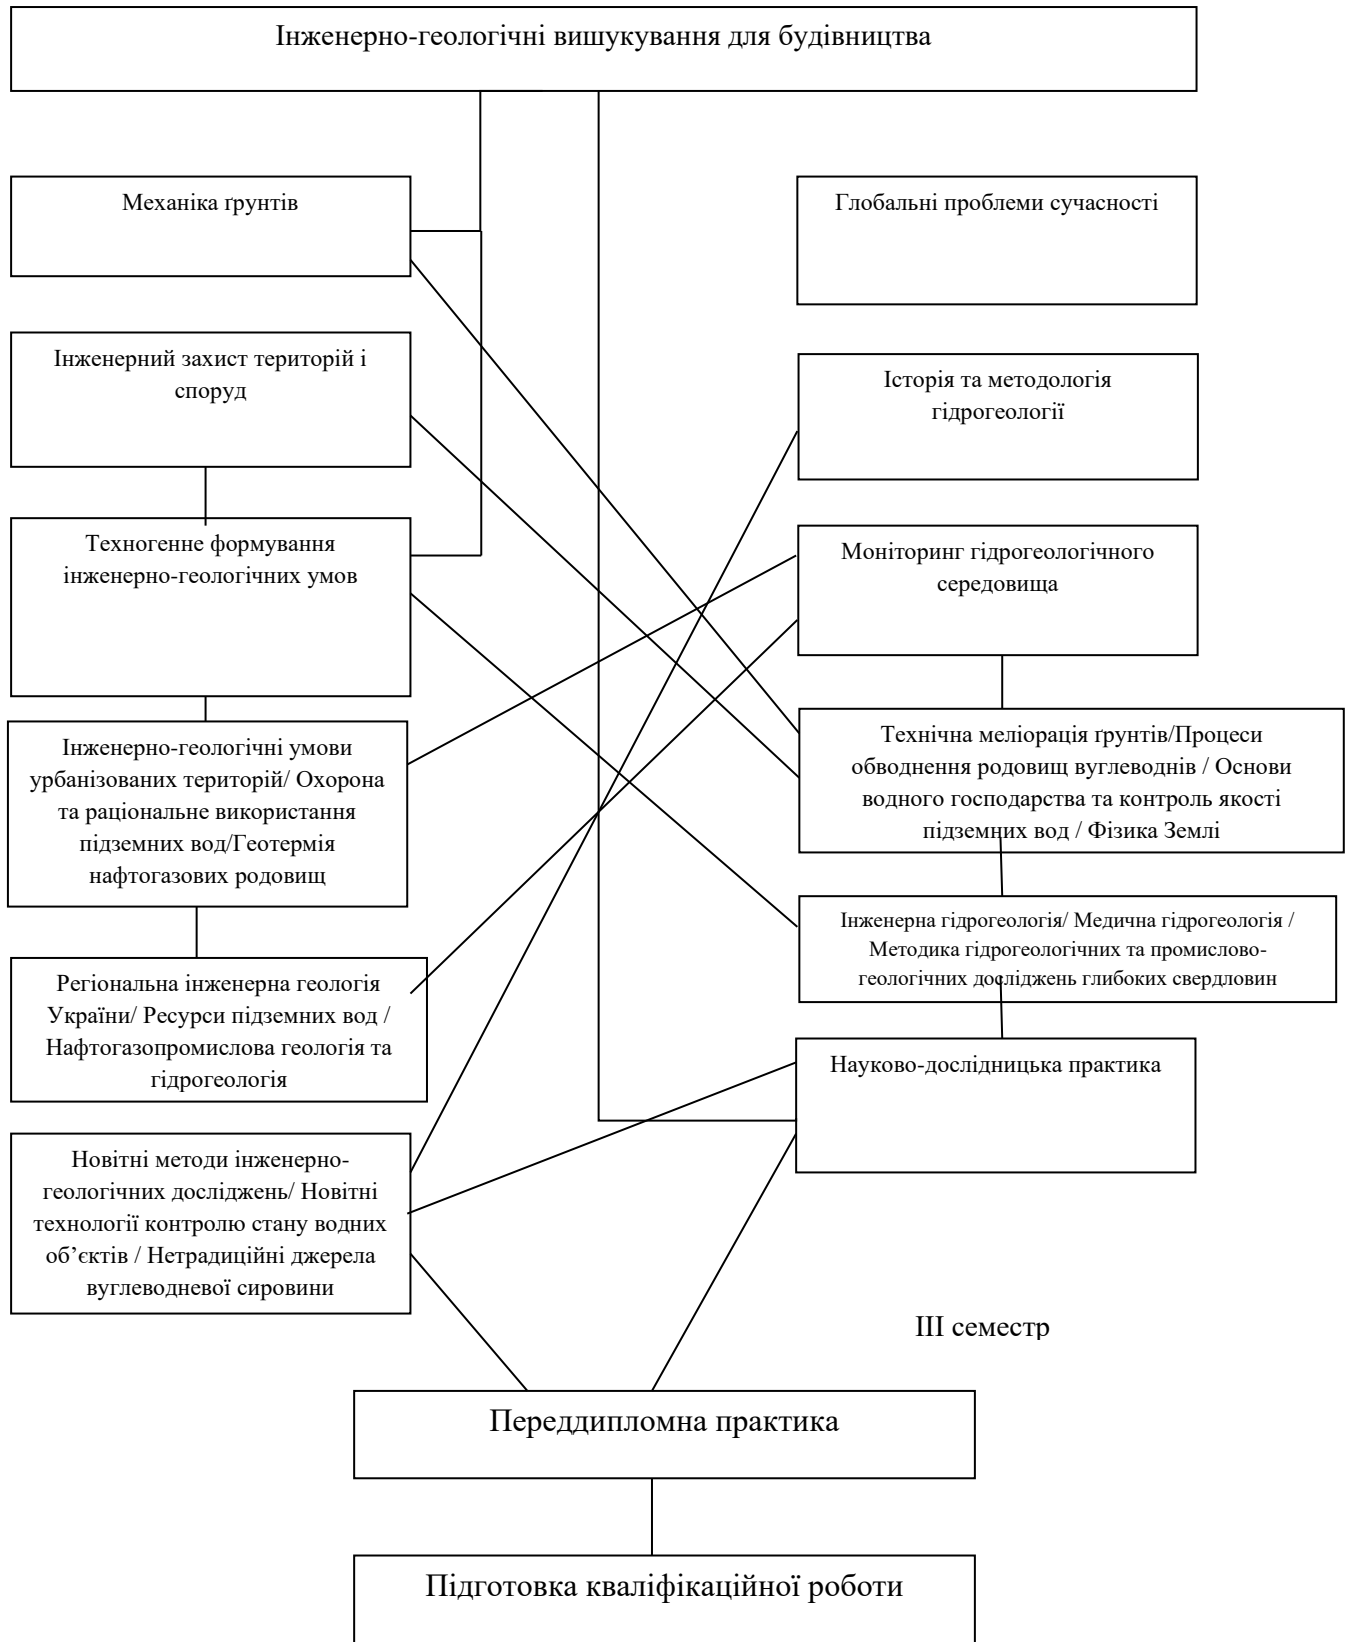 Інженерно-геологічні вишукування для будівництва
Механіка ґрунтів
Глобальні проблеми сучасності
Інженерний захист територій і
споруд
Історія та методологія
гідрогеології
Техногенне формування
інженерно-геологічних умов
Моніторинг гідрогеологічного
середовища
Інженерно-геологічні умови
урбанізованих територій/ Охорона
та раціональне використання
підземних вод/Геотермія
нафтогазових родовищ
Технічна меліорація ґрунтів/Процеси
обводнення родовищ вуглеводнів / Основи
водного господарства та контроль якості
підземних вод / Фізика Землі
Інженерна гідрогеологія/ Медична гідрогеологія /
Методика гідрогеологічних та промислово-
геологічних досліджень глибоких свердловин
Регіональна інженерна геологія
України/ Ресурси підземних вод /
Нафтогазопромислова геологія та
гідрогеологія
Науково-дослідницька практика
Новітні методи інженерно-
геологічних досліджень/ Новітні
технології контролю стану водних
об’єктів / Нетрадиційні джерела
вуглеводневої сировини
ІІІ семестр
Переддипломна практика
Підготовка кваліфікаційної роботи